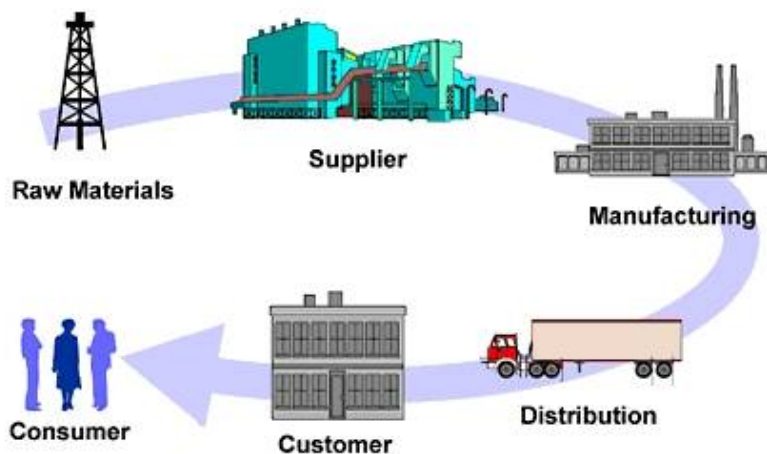 Raw Materials
Supplier
Manufacturing
Distribution
Customer
Consumer